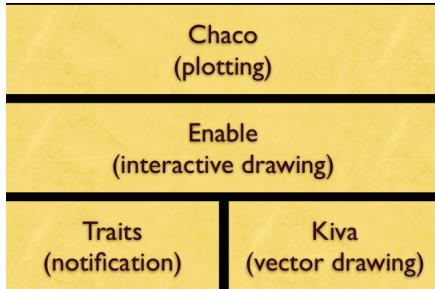 Chaco
(plotting)
Enable
(interactive drawing)
Traits
(notification)
Kiva
(vector drawing)